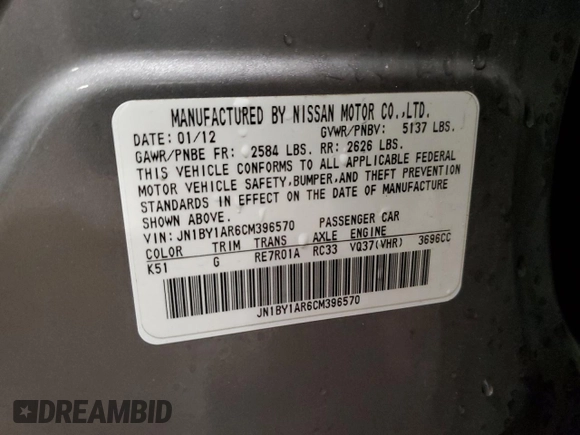 MANUFACTURED BY NISSAN MOTOR CO.,LTD.
DATE: 01/12 GVWR/PNBV: 5137 LBS.
GAWR/PNBE FR: 2584 LBS. RR: 2626 LBS.
THIS VEHICLE CONFORMS TO ALL APPLICABLE FEDERAL
MOTOR VEHICLE SAFETY,BUMPER,AND THEFT PREVENTION
STANDARDS IN EFFECT ON THE DATE OF MANUFACTURE
SHOWN ABOVE.
VIN: JN1BY1AR6CM396570 PASSENGER CAR
COLOR TRIM TRANS AXLE ENGINE
K51 G RE7R01A RC33 VQ37(VHR) 3696CC
JN1BY1AR6CM396570
DREAMBID